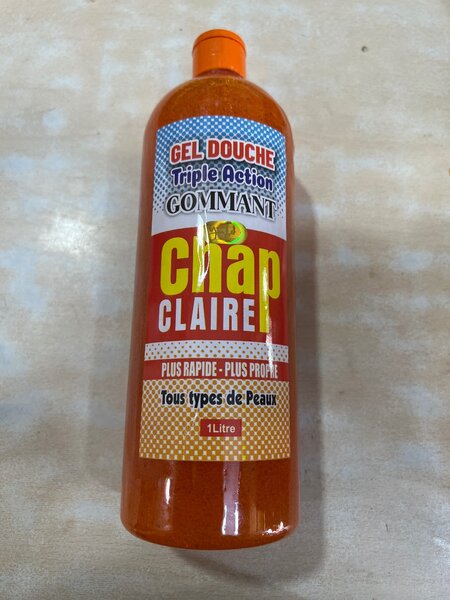 GEL DOUCHE
Triple Action
GOMMANT
Chap
CLAIRE
PLUS RAPIDE - PLUS PROPRE
Tous types de Peaux
1Litre